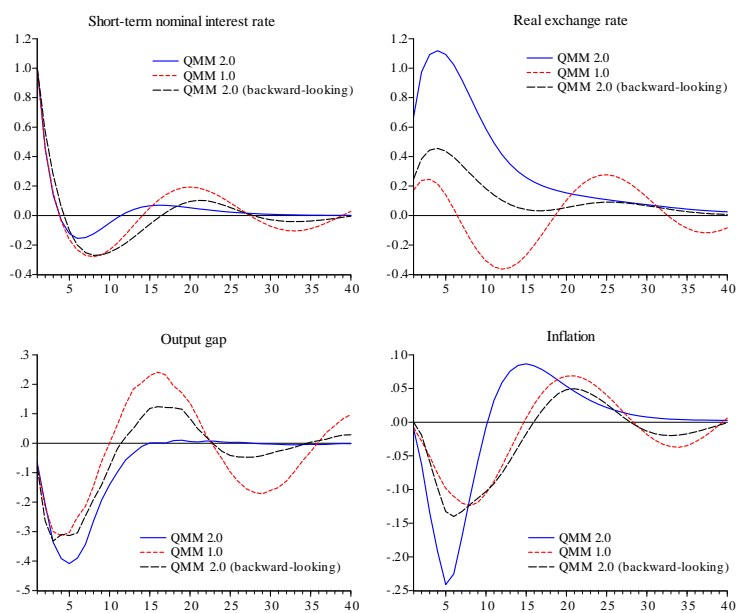 Short-term nominal interest rate
1.2
1.0
0.8
0.6
0.4
0.2
0.0
-0.2
-0.4
QMM 2.0
QMM 1.0
QMM 2.0 (backward-looking)
5 10 15 20 25 30 35 40
Real exchange rate
1.2
1.0
0.8
0.6
0.4
0.2
0.0
-0.2
-0.4
QMM 2.0
QMM 1.0
QMM 2.0 (backward-looking)
5 10 15 20 25 30 35 40
Output gap
.3
.2
.1
.0
-.1
-.2
-.3
-.4
-.5
QMM 2.0
QMM 1.0
QMM 2.0 (backward-looking)
5 10 15 20 25 30 35 40
Inflation
.10
.05
.00
-.05
-.10
-.15
-.20
-.25
QMM 2.0
QMM 1.0
QMM 2.0 (backward-looking)
5 10 15 20 25 30 35 40